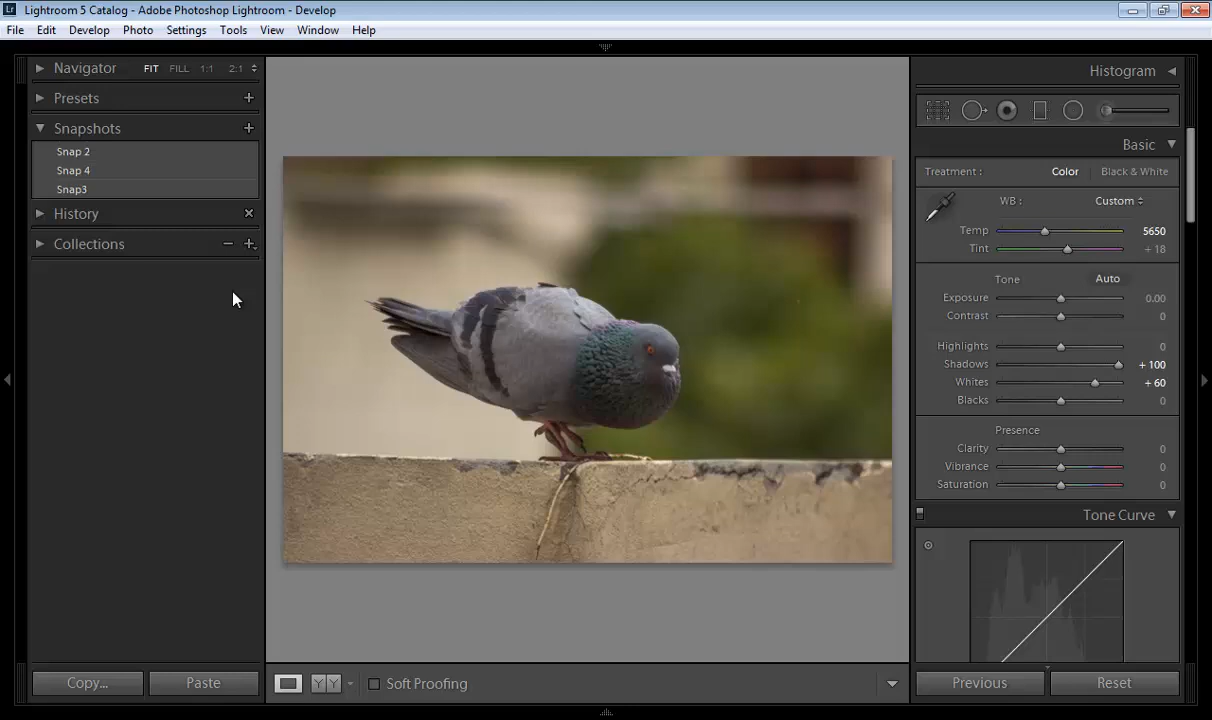 Lr Lightroom 5 Catalog - Adobe Photoshop Lightroom - Develop
File Edit Develop Photo Settings Tools View Window Help
Navigator FIT FILL 1:1 2:1
Presets
Snapshots
Snap 2
Snap 4
Snap3
History
Collections
Copy... Paste
Soft Proofing
Histogram
Basic
Treatment : Color Black & White
WB : Custom
Temp 5650
Tint + 18
Tone Auto
Exposure 0.00
Contrast 0
Highlights 0
Shadows + 100
Whites + 60
Blacks 0
Presence
Clarity 0
Vibrance 0
Saturation 0
Tone Curve
Previous Reset